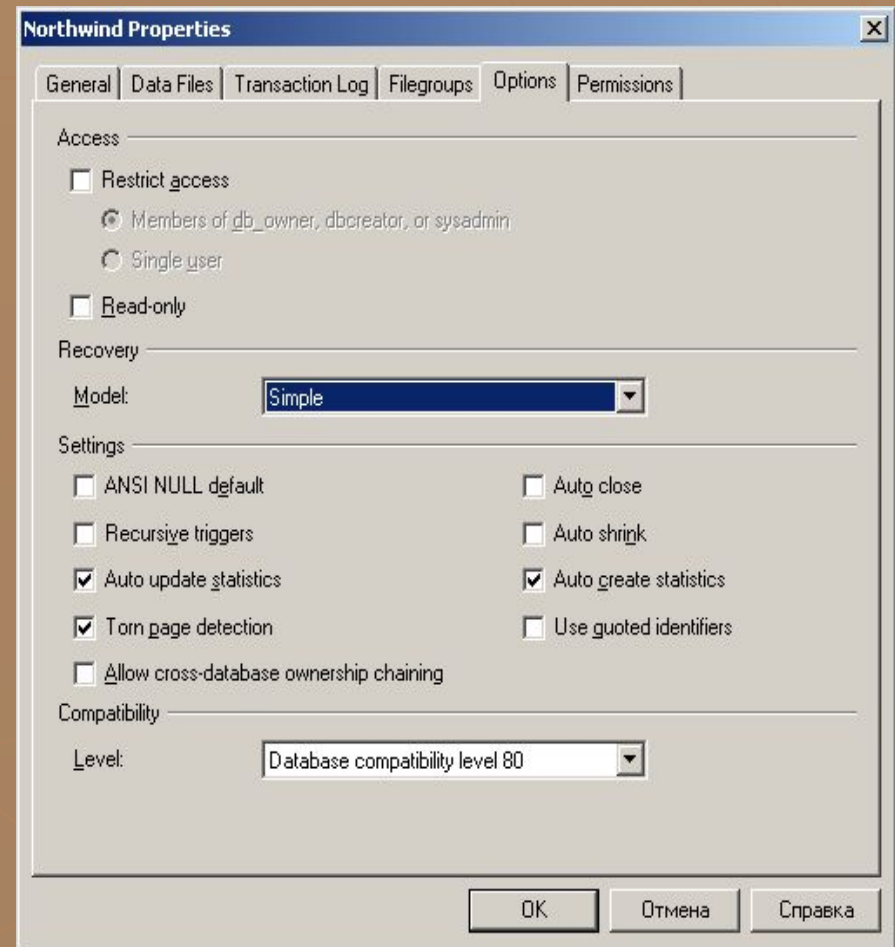 Northwind Properties
General Data Files Transaction Log Filegroups Options Permissions
Access
Restrict access
Members of db_owner, dbcreator, or sysadmin
Single user
Read-only
Recovery
Model: Simple
Settings
ANSI NULL default Auto close
Recursive triggers Auto shrink
Auto update statistics Auto create statistics
Torn page detection Use quoted identifiers
Allow cross-database ownership chaining
Compatibility
Level: Database compatibility level 80
OK Отмена Справка